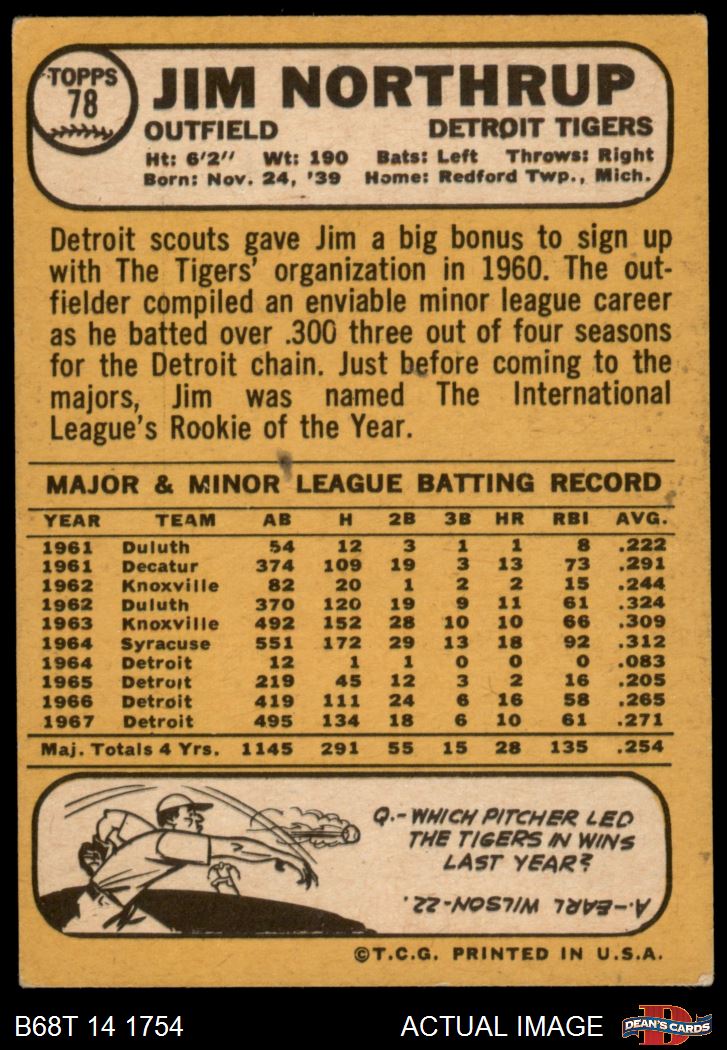 TOPPS
78
JIM NORTHRUP
OUTFIELD DETROIT TIGERS
Ht: 6'2" Wt: 190 Bats: Left Throws: Right
Born: Nov. 24, '39 Home: Redford Twp., Mich.
Detroit scouts gave Jim a big bonus to sign up
with The Tigers' organization in 1960. The out-
fielder compiled an enviable minor league career
as he batted over .300 three out of four seasons
for the Detroit chain. Just before coming to the
majors, Jim was named The International
League's Rookie of the Year.
MAJOR & MINOR LEAGUE BATTING RECORD
YEAR TEAM AB H 2B 3B HR RBI AVG.
1961 Duluth 54 12 3 1 1 8 .222
1961 Decatur 374 109 19 3 13 73 .291
1962 Knoxville 82 20 1 2 2 15 .244
1962 Duluth 370 120 19 9 11 61 .324
1963 Knoxville 492 152 28 10 10 66 .309
1964 Syracuse 551 172 29 13 18 92 .312
1964 Detroit 12 1 1 0 0 0 .083
1965 Detroit 219 45 12 3 2 16 .205
1966 Detroit 419 111 24 6 16 58 .265
1967 Detroit 495 134 18 6 10 61 .271
Maj. Totals 4 Yrs. 1145 291 55 15 28 135 .254
Q.-WHICH PITCHER LED
THE TIGERS IN WINS
LAST YEAR?
A.-EARL WILSON-22.
©T.C.G. PRINTED IN U.S.A.
B68T 14 1754 ACTUAL IMAGE
D
DEAN'S CARDS